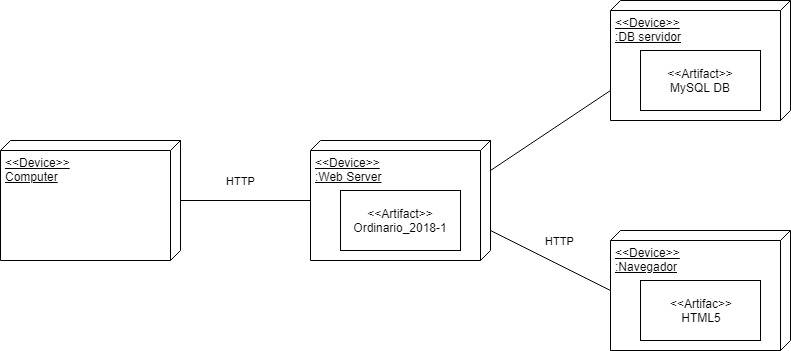 <<Device>>
Computer
HTTP
<<Device>>
:Web Server
<<Artifact>>
Ordinario_2018-1
<<Device>>
:DB servidor
<<Artifact>>
MySQL DB
HTTP
<<Device>>
:Navegador
<<Artifac>>
HTML5